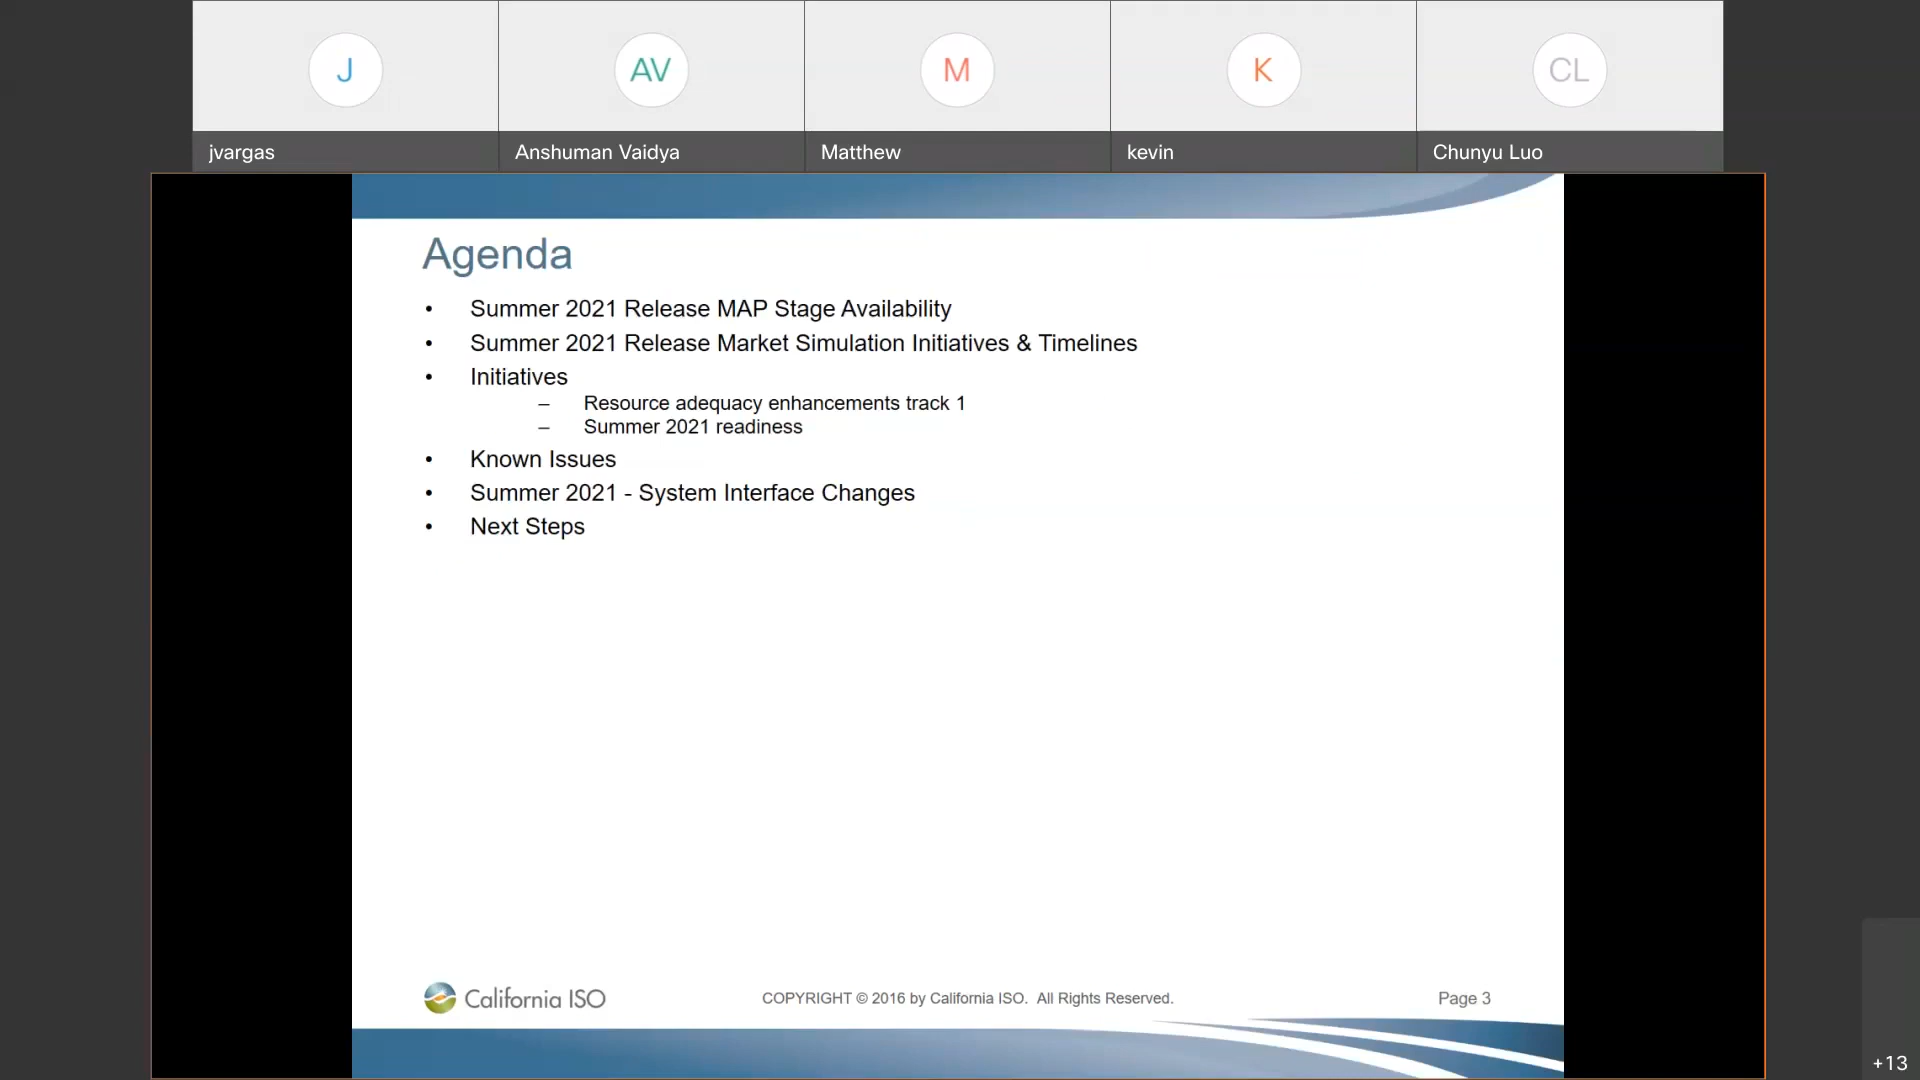 J
AV
M
K
CL
jvargas
Anshuman Vaidya
Matthew
kevin
Chunyu Luo
Agenda
• Summer 2021 Release MAP Stage Availability
• Summer 2021 Release Market Simulation Initiatives & Timelines
• Initiatives
– Resource adequacy enhancements track 1
– Summer 2021 readiness
• Known Issues
• Summer 2021 - System Interface Changes
• Next Steps
California ISO
COPYRIGHT © 2016 by California ISO. All Rights Reserved.
Page 3
+13